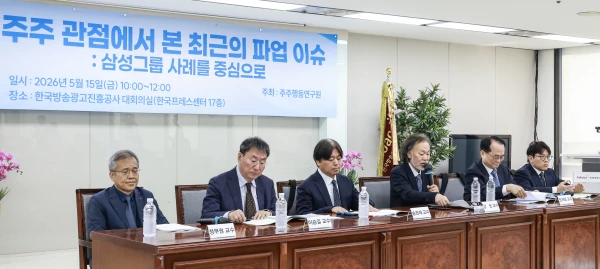 주주 관점에서 본 최근의 파업 이슈
: 삼성그룹 사례를 중심으로
일시 : 2026년 5월 15일(금) 10:00~12:00
주최 : 주주행동연구원
장소 : 한국방송광고진흥공사 대회의실(한국프레스센터 17층)